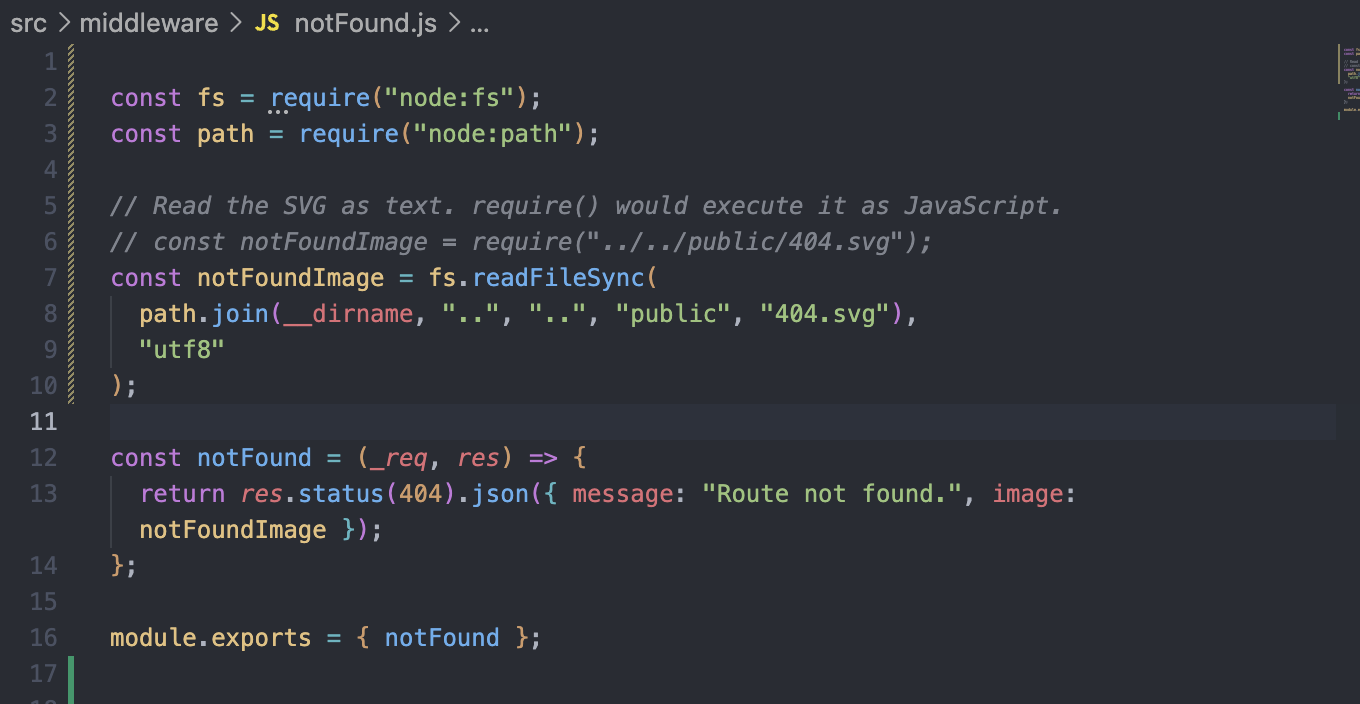 src > middleware > JS notFound.js > ...
1
2 const fs = require("node:fs");
3 const path = require("node:path");
4
5 // Read the SVG as text. require() would execute it as JavaScript.
6 // const notFoundImage = require("../../public/404.svg");
7 const notFoundImage = fs.readFileSync(
8   path.join(__dirname, "..", "..", "public", "404.svg"),
9   "utf8"
10 );
11
12 const notFound = (_req, res) => {
13   return res.status(404).json({ message: "Route not found.", image:
  notFoundImage });
14 };
15
16 module.exports = { notFound };
17